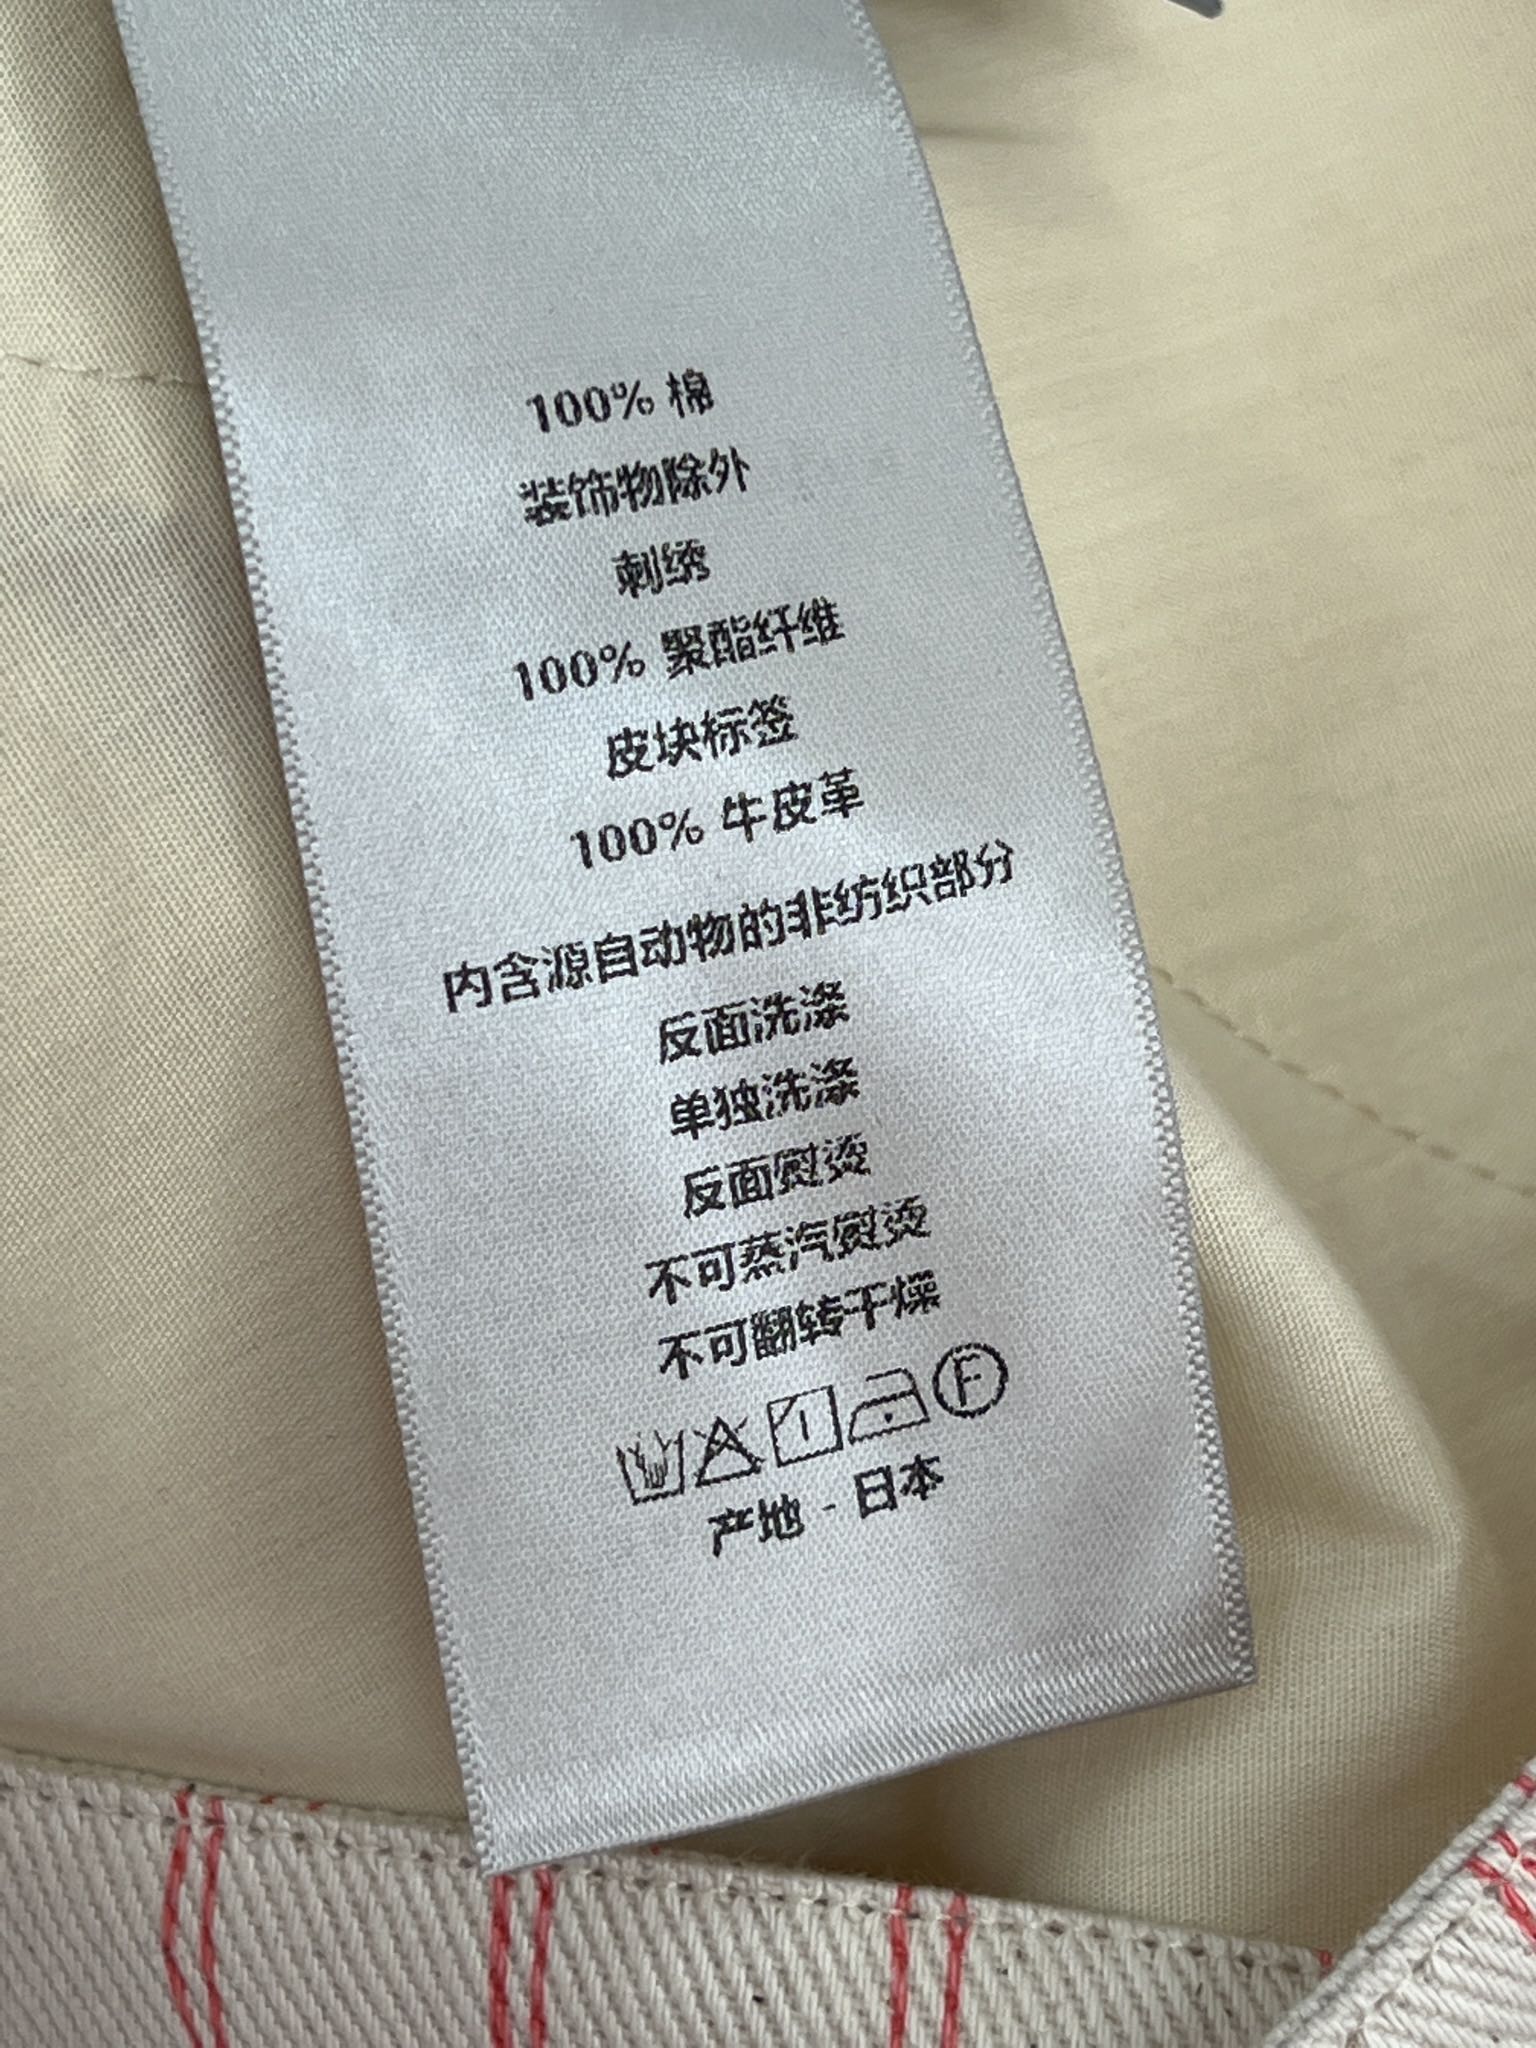 100% 棉
装饰物除外
刺绣
100% 聚酯纤维
皮块标签
100% 牛皮革
内含源自动物的非纺织部分
反面洗涤
单独洗涤
反面熨烫
不可蒸汽熨烫
不可翻转干燥
F
产地 - 日本